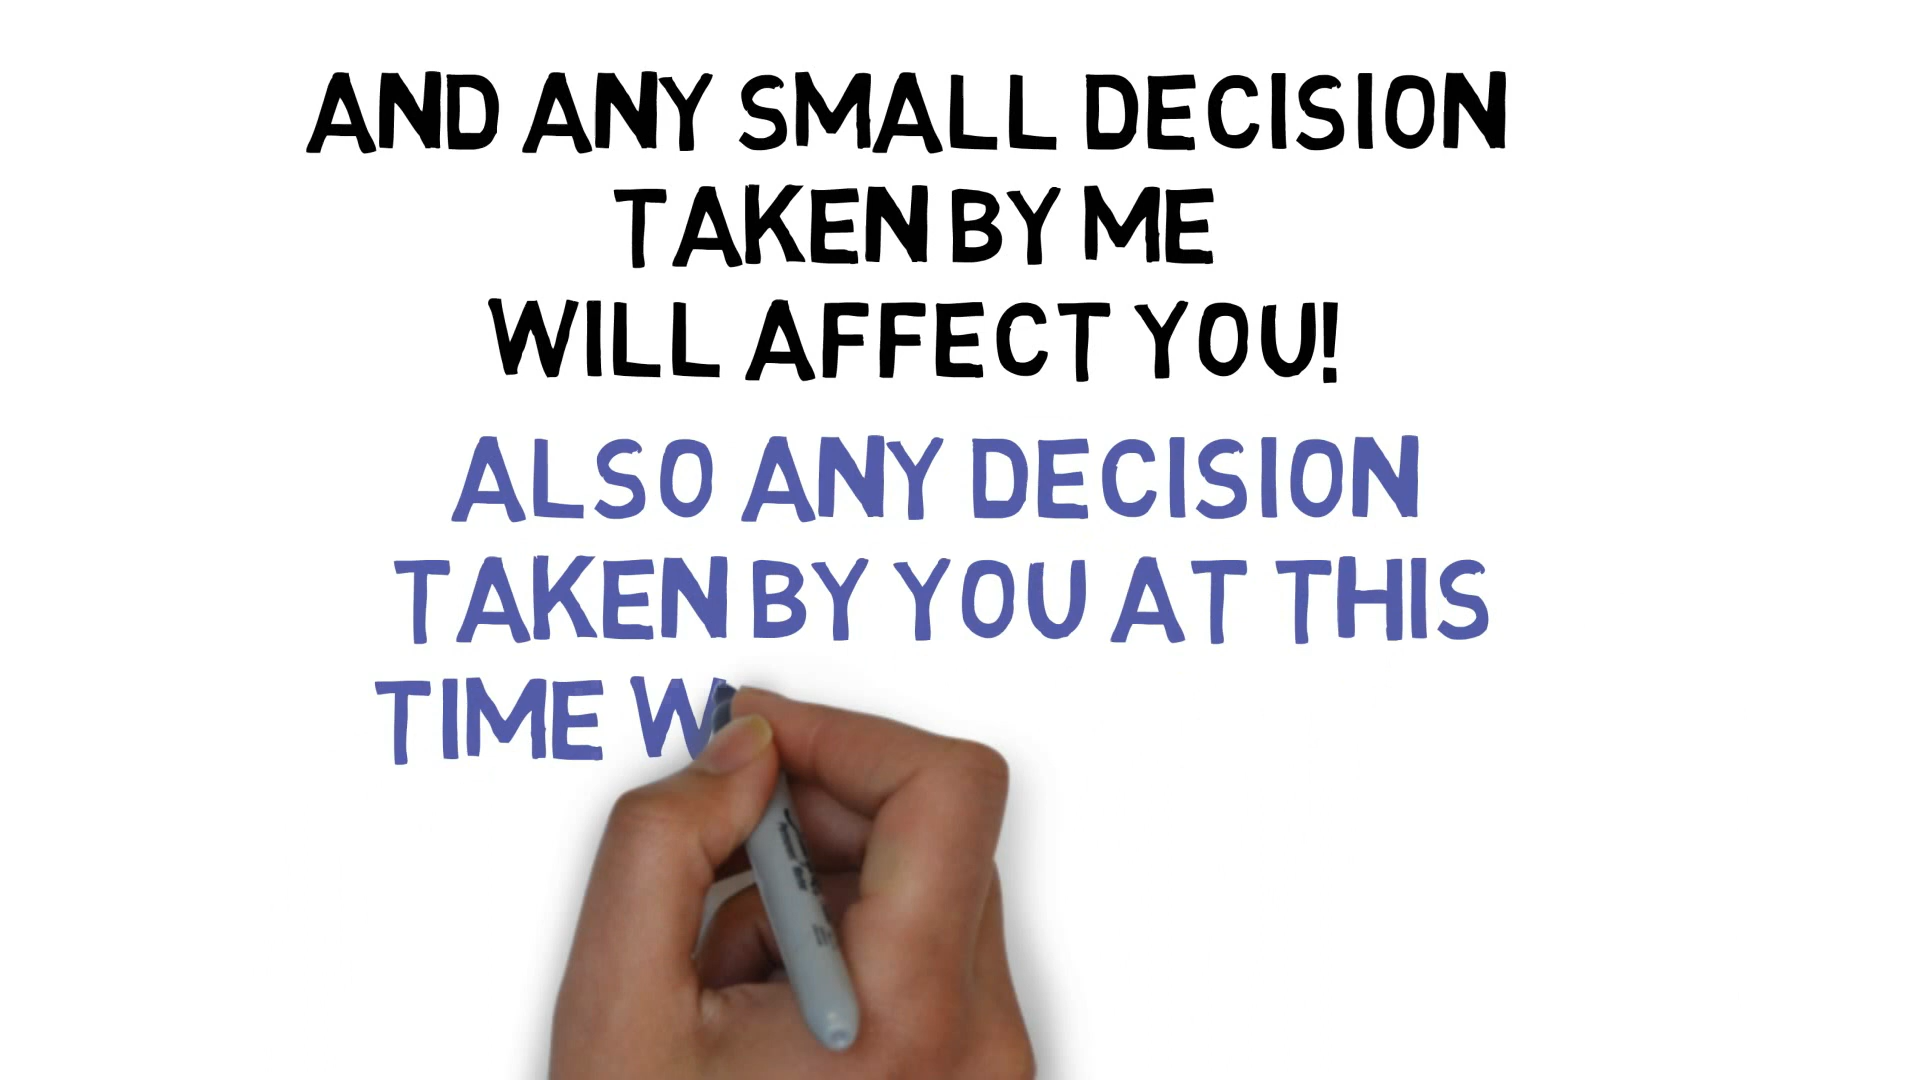 AND ANY SMALL DECISION
TAKEN BY ME
WILL AFFECT YOU!
ALSO ANY DECISION
TAKEN BY YOU AT THIS
TIME W